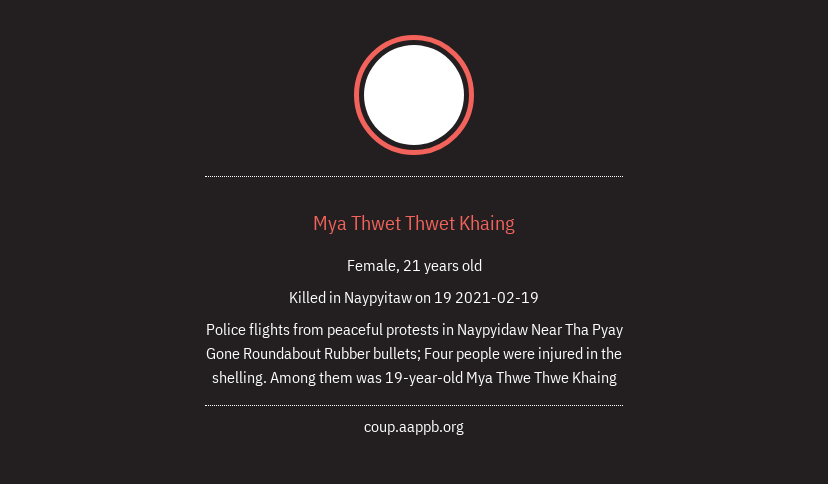 Mya Thwet Thwet Khaing
Female, 21 years old
Killed in Naypyitaw on 19 2021-02-19
Police flights from peaceful protests in Naypyidaw Near Tha Pyay
Gone Roundabout Rubber bullets; Four people were injured in the
shelling. Among them was 19-year-old Mya Thwe Thwe Khaing
coup.aappb.org